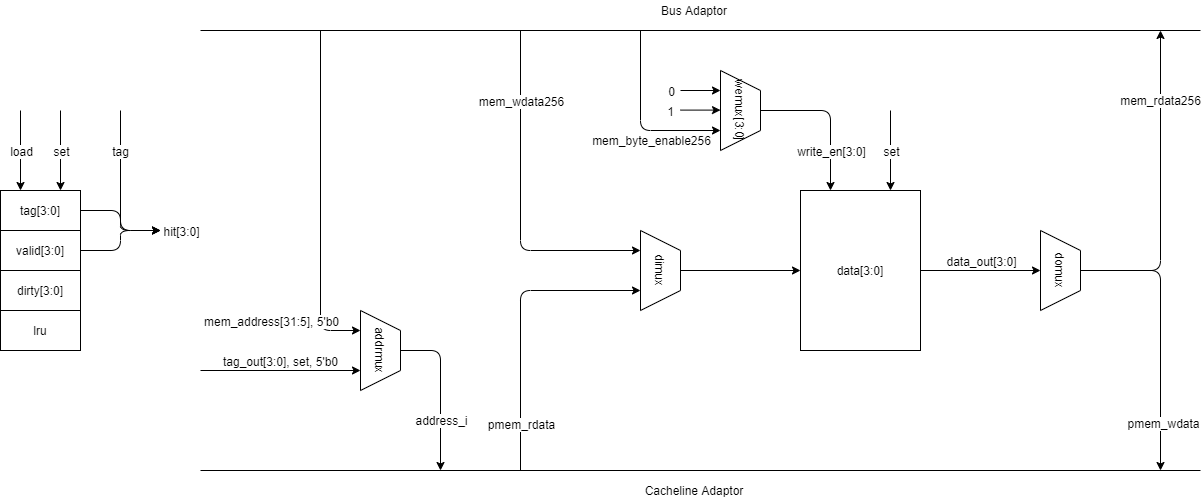 Bus Adaptor
load
set
tag
tag[3:0]
valid[3:0]
dirty[3:0]
lru
hit[3:0]
mem_wdata256
0
1
wemux[3:0]
mem_byte_enable256
write_en[3:0]
set
mem_rdata256
dimux
data[3:0]
data_out[3:0]
domux
mem_address[31:5], 5'b0
tag_out[3:0], set, 5'b0
addrmux
address_i
pmem_rdata
pmem_wdata
Cacheline Adaptor